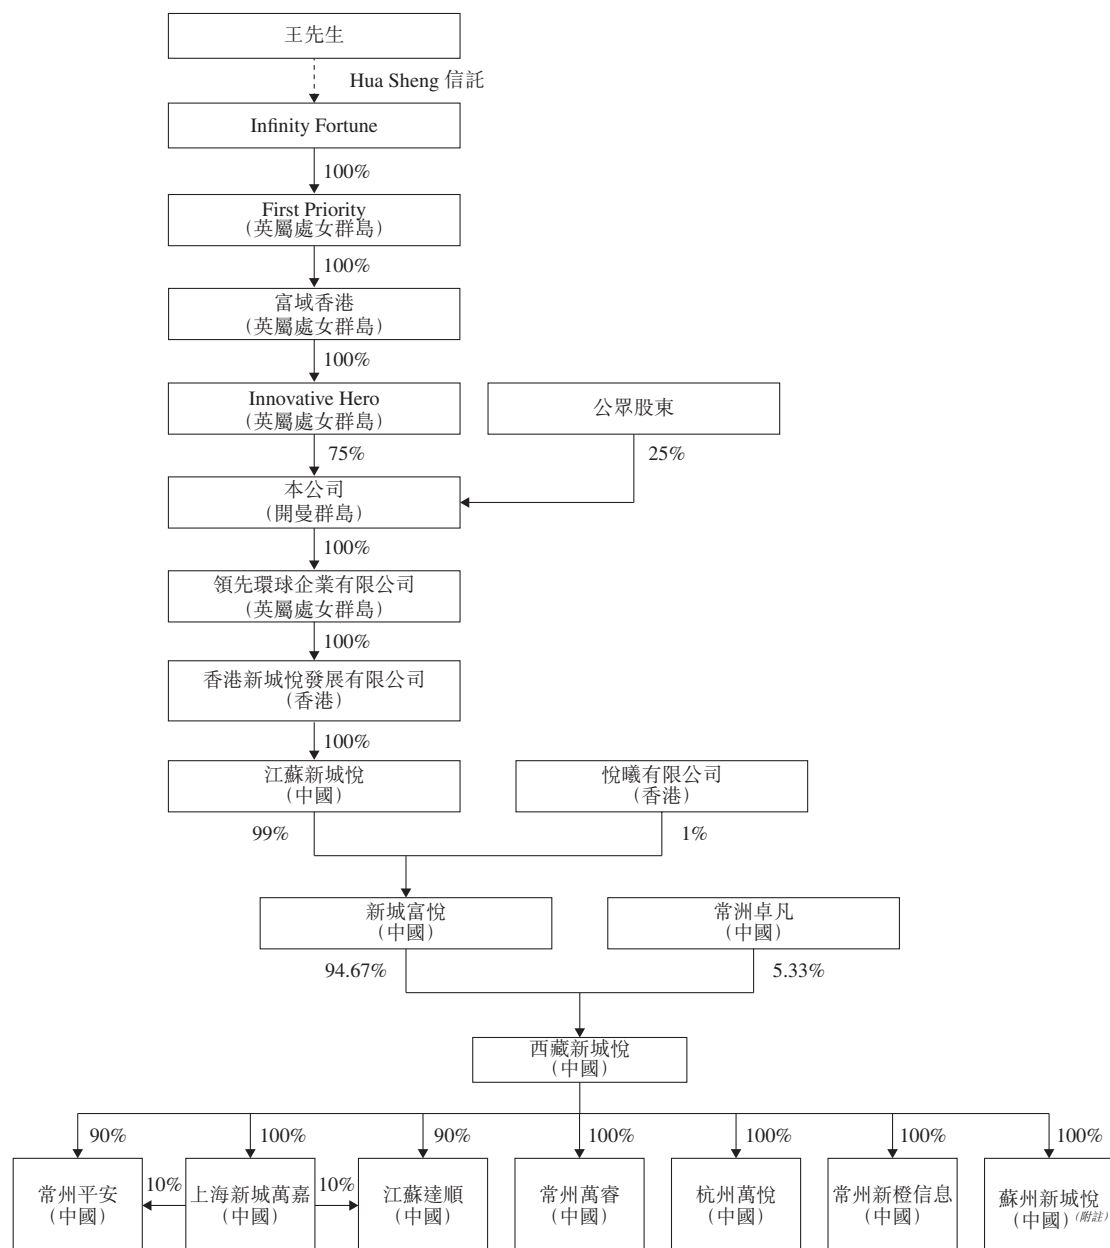 王先生
Hua Sheng 信託
Infinity Fortune
100%
First Priority
（英屬處女群島）
100%
富域香港
（英屬處女群島）
100%
Innovative Hero
（英屬處女群島）
公眾股東
75%
25%
本公司
（開曼群島）
100%
領先環球企業有限公司
（英屬處女群島）
100%
香港新城悅發展有限公司
（香港）
100%
江蘇新城悅
（中國）
悅曦有限公司
（香港）
99%
1%
新城富悅
（中國）
常洲卓凡
（中國）
94.67%
5.33%
西藏新城悅
（中國）
90%
100%
90%
100%
100%
100%
100%
常州平安
（中國）
10%
上海新城萬嘉
（中國）
10%
江蘇達順
（中國）
常州萬睿
（中國）
杭州萬悅
（中國）
常州新橙信息
（中國）
蘇州新城悅
（中國）（附註）